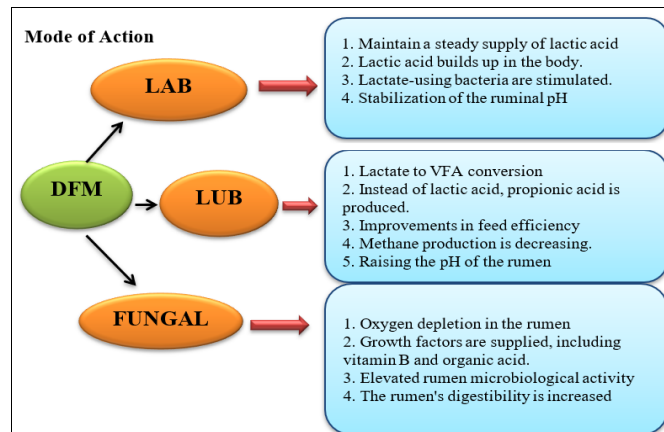 Mode of Action
LAB
1. Maintain a steady supply of lactic acid
2. Lactic acid builds up in the body.
3. Lactate-using bacteria are stimulated.
4. Stabilization of the ruminal pH
DFM
LUB
1. Lactate to VFA conversion
2. Instead of lactic acid, propionic acid is
produced.
3. Improvements in feed efficiency
4. Methane production is decreasing.
5. Raising the pH of the rumen
FUNGAL
1. Oxygen depletion in the rumen
2. Growth factors are supplied, including
vitamin B and organic acid.
3. Elevated rumen microbiological activity
4. The rumen's digestibility is increased